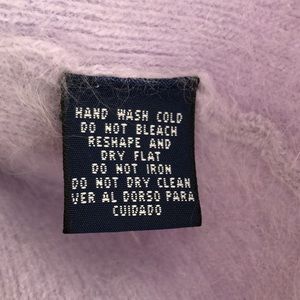 HAND WASH COLD
DO NOT BLEACH
RESHAPE AND
DRY FLAT
DO NOT IRON
DO NOT DRY CLEAN
VER AL DORSO PARA
CUIDADO